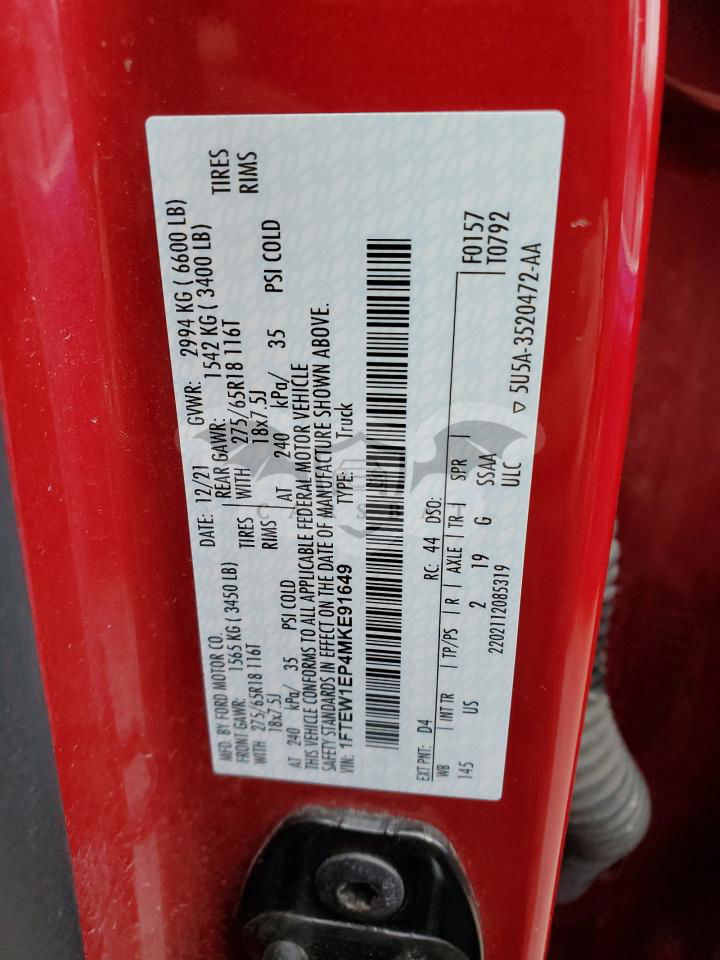 MFD. BY FORD MOTOR CO.
DATE: 12/21 GVWR: 2994 KG ( 6600 LB)
FRONT GAWR: 1565 KG (3450 LB)
REAR GAWR: 1542 KG ( 3400 LB)
WITH 275/65R18 116T TIRES
WITH 275/65R18 116T TIRES
18x7.5J RIMS
18x7.5J RIMS
AT 240 kPa/ 35 PSI COLD
AT 240 kPa/ 35 PSI COLD
THIS VEHICLE CONFORMS TO ALL APPLICABLE FEDERAL MOTOR VEHICLE
SAFETY STANDARDS IN EFFECT ON THE DATE OF MANUFACTURE SHOWN ABOVE.
VIN: 1FTEW1EP4MKE91649 TYPE: Truck
EXT PNT: D4 RC: 44 DSO: F0157
WB INT TR TP/PS R AXLE TR SPR T0792
145 US 2 19 G SSAA
2202112085319 ULC ▽ 5U5A-3520472-AA